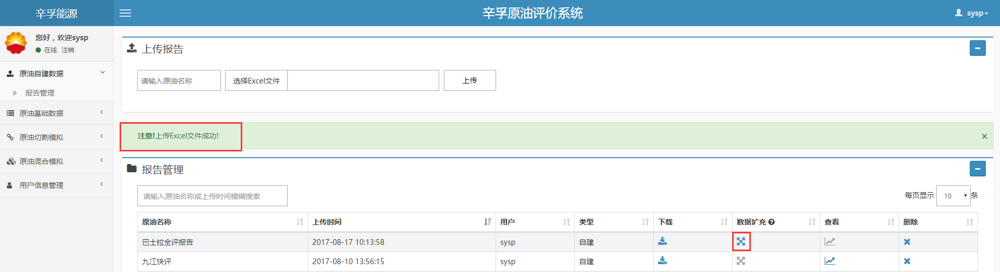 辛孚能源
辛孚原油评价系统
sysp
您好，欢迎sysp
在线 注销
原油自建数据
报告管理
原油基础数据
原油切割模拟
原油混合模拟
用户信息管理
上传报告
请输入原油名称 选择Excel文件 上传
注意!上传Excel文件成功!
×
报告管理
请输入原油名称或上传时间模糊搜索 每页显示 10 条
原油名称 上传时间 用户 类型 下载 数据扩充 查看 删除
巴士拉全评报告 2017-08-17 10:13:58 sysp 自建
九江快评 2017-08-10 13:56:15 sysp 自建